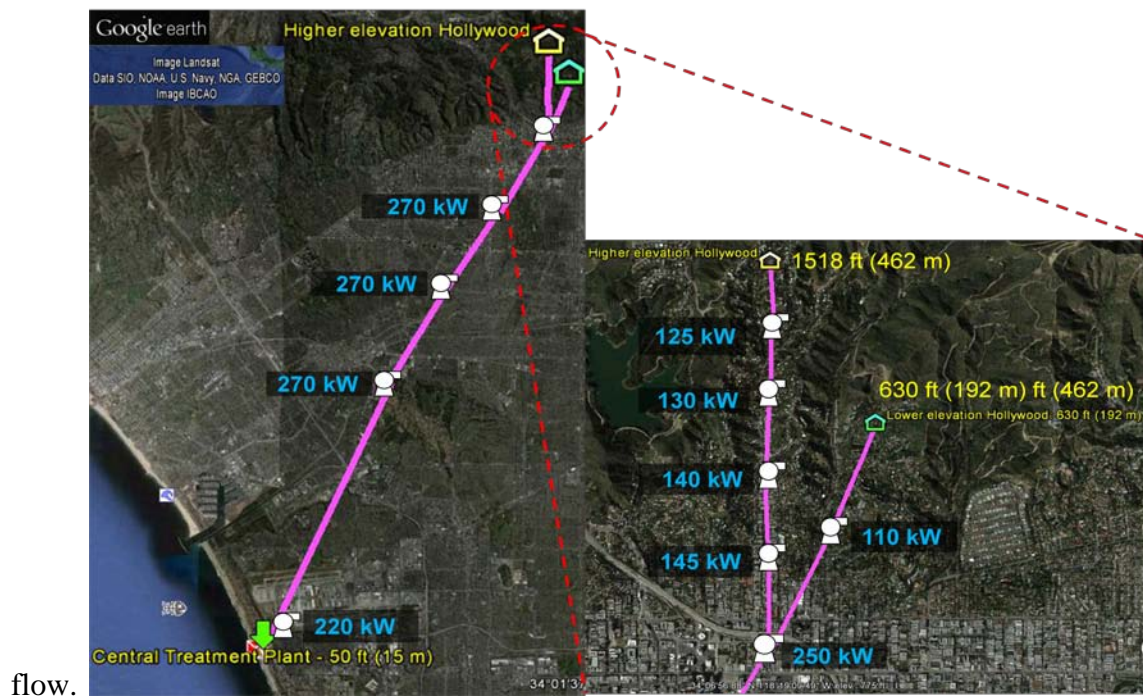 Google earth
Image Landsat
Data SIO, NOAA, U.S. Navy, NGA, GEBCO
Image IBCAO
Higher elevation Hollywood
270 kW
270 kW
270 kW
220 kW
Central Treatment Plant - 50 ft (15 m)
34°01'3
Higher elevation Hollywood
1518 ft (462 m)
125 kW
130 kW
630 ft (192 m) ft (462 m)
Lower elevation Hollywood 630 ft (192 m)
140 kW
110 kW
145 kW
250 kW
flow.